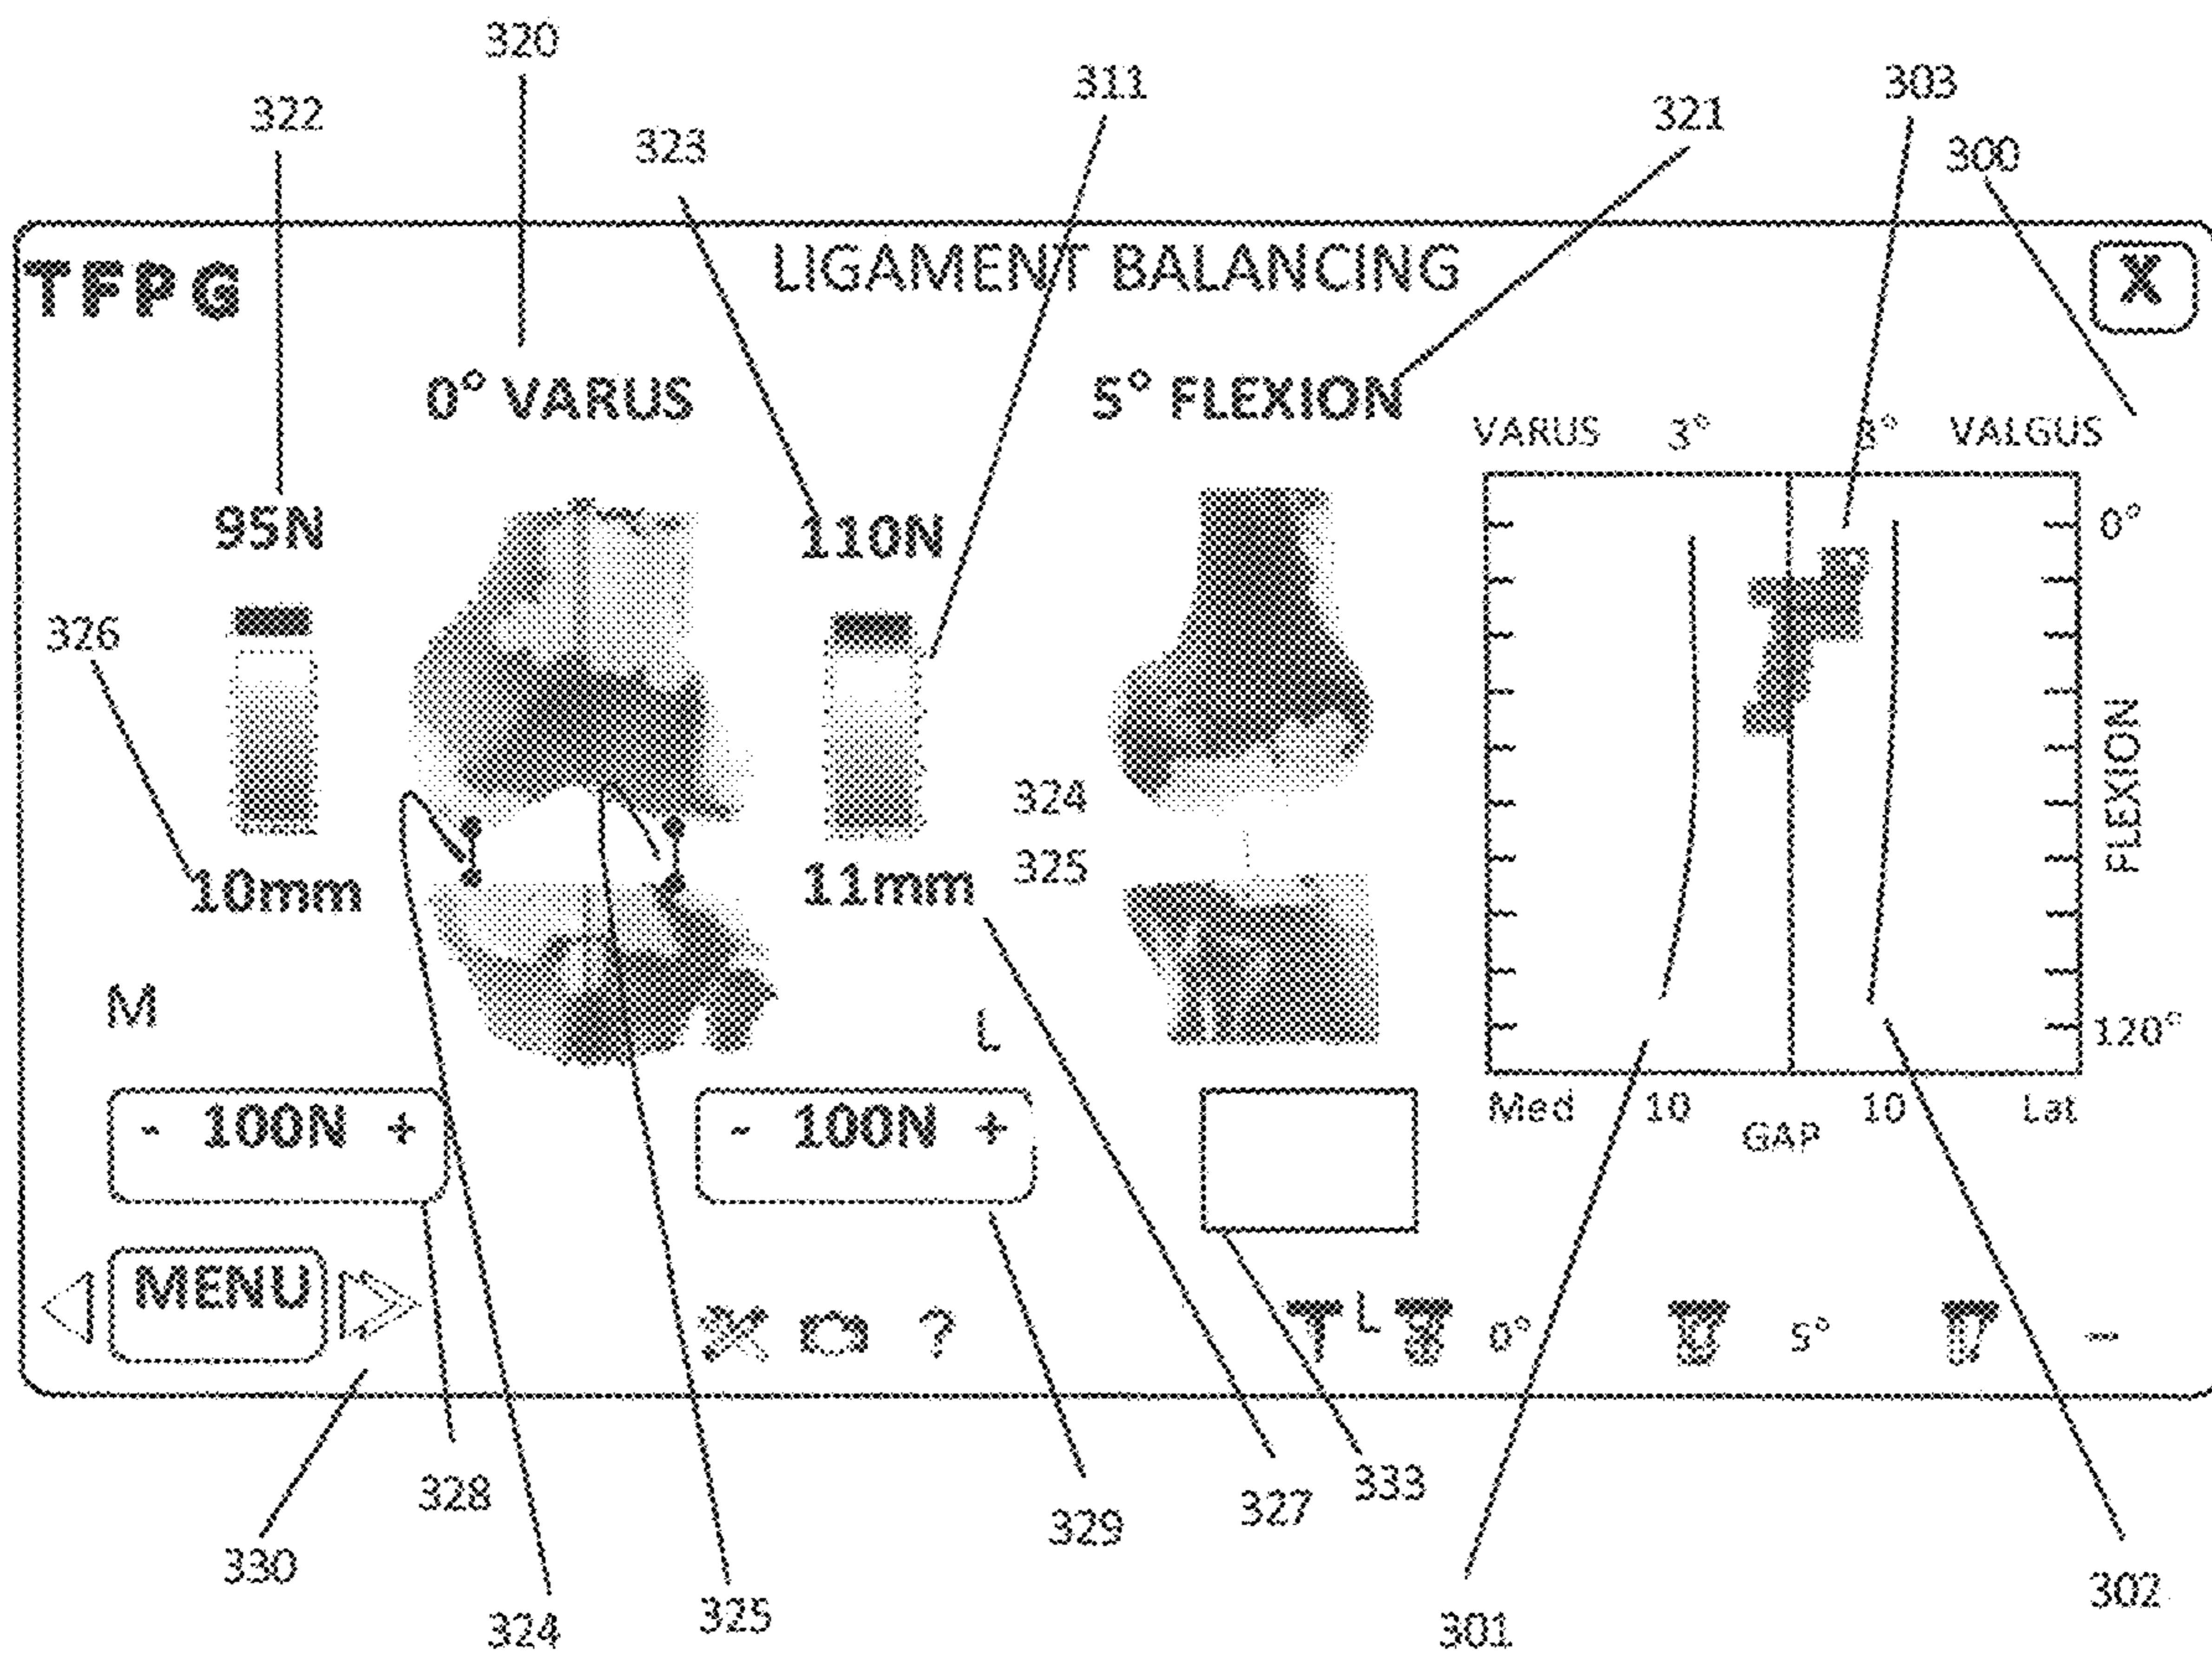 320
311
303
322
321
323
300
TFPG
LIGAMENT BALANCING
X
0° VARUS
5° FLEXION
VARUS 3° 3° VALGUS
95N
110N
0°
326
324
325
10mm
11mm
FLEXION
M
L
120°
Med 10 10 Lat
GAP
- 100N +
- 100N +
MENU
?
L
0°
5°
--
328
333
327
329
330
324
325
301
302